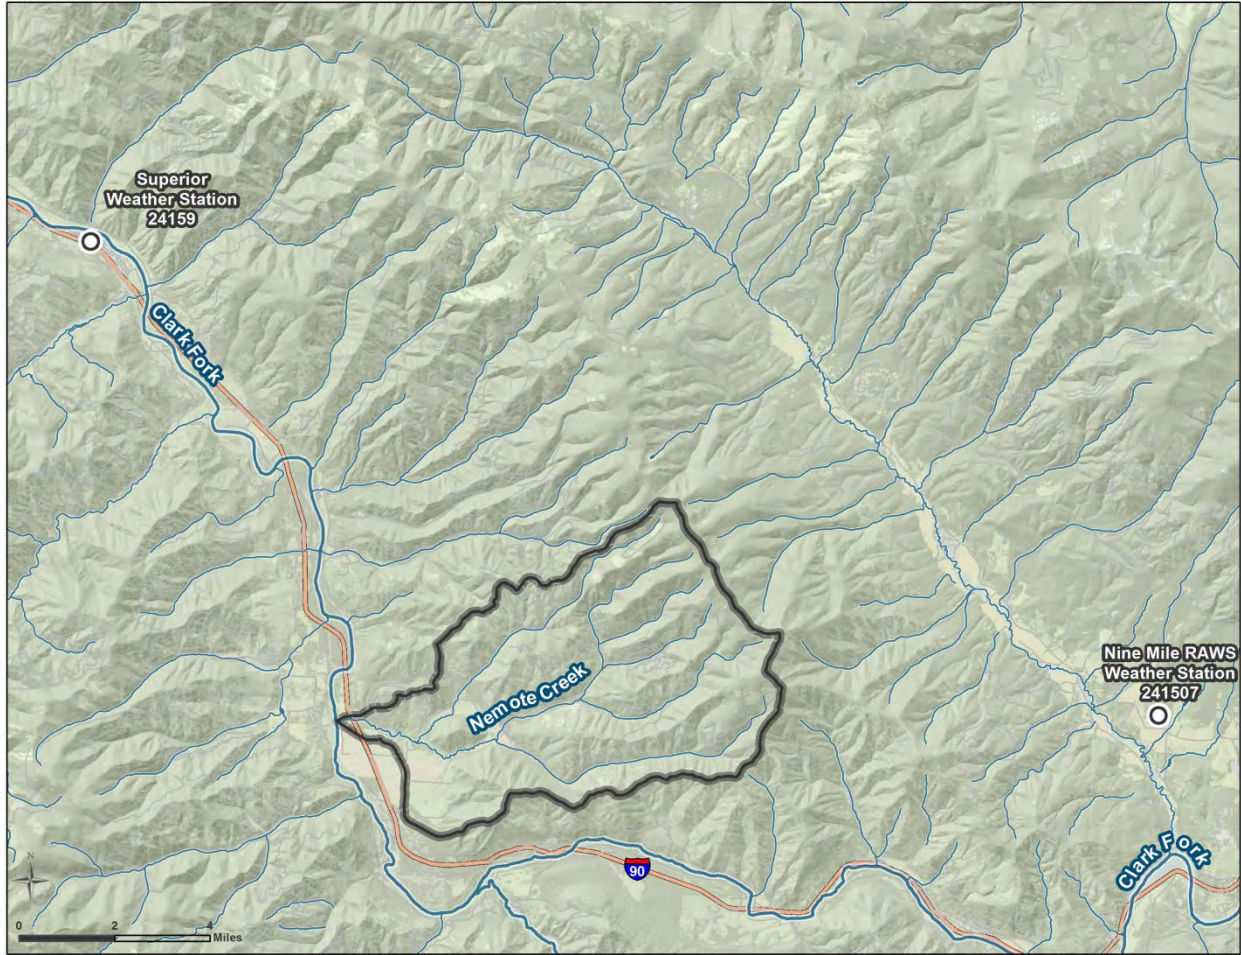 Superior
Weather Station
24159
Clark Fork
Nemote Creek
Nine Mile RAWS
Weather Station
241507
Clark Fork
90
N
0 2 4
Miles